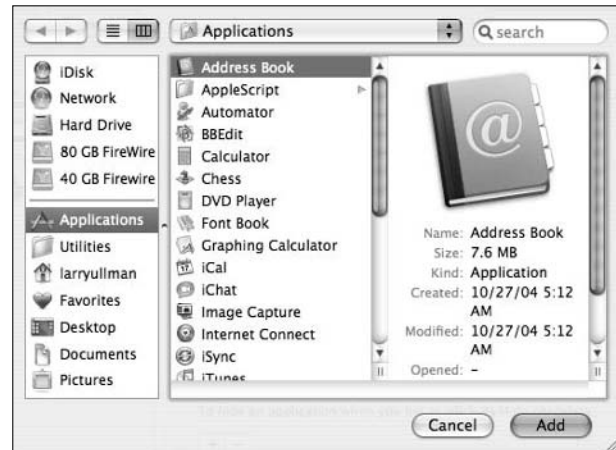 Applications
search
iDisk
Network
Hard Drive
80 GB FireWire
40 GB Firewire
Applications
Utilities
larryullman
Favorites
Desktop
Documents
Pictures
Address Book
AppleScript
Automator
BBEdit
Calculator
Chess
DVD Player
Font Book
Graphing Calculator
iCal
iChat
Image Capture
Internet Connect
iSync
iTunes
@
Name: Address Book
Size: 7.6 MB
Kind: Application
Created: 10/27/04 5:12
AM
Modified: 10/27/04 5:12
AM
Opened: –
Cancel
Add